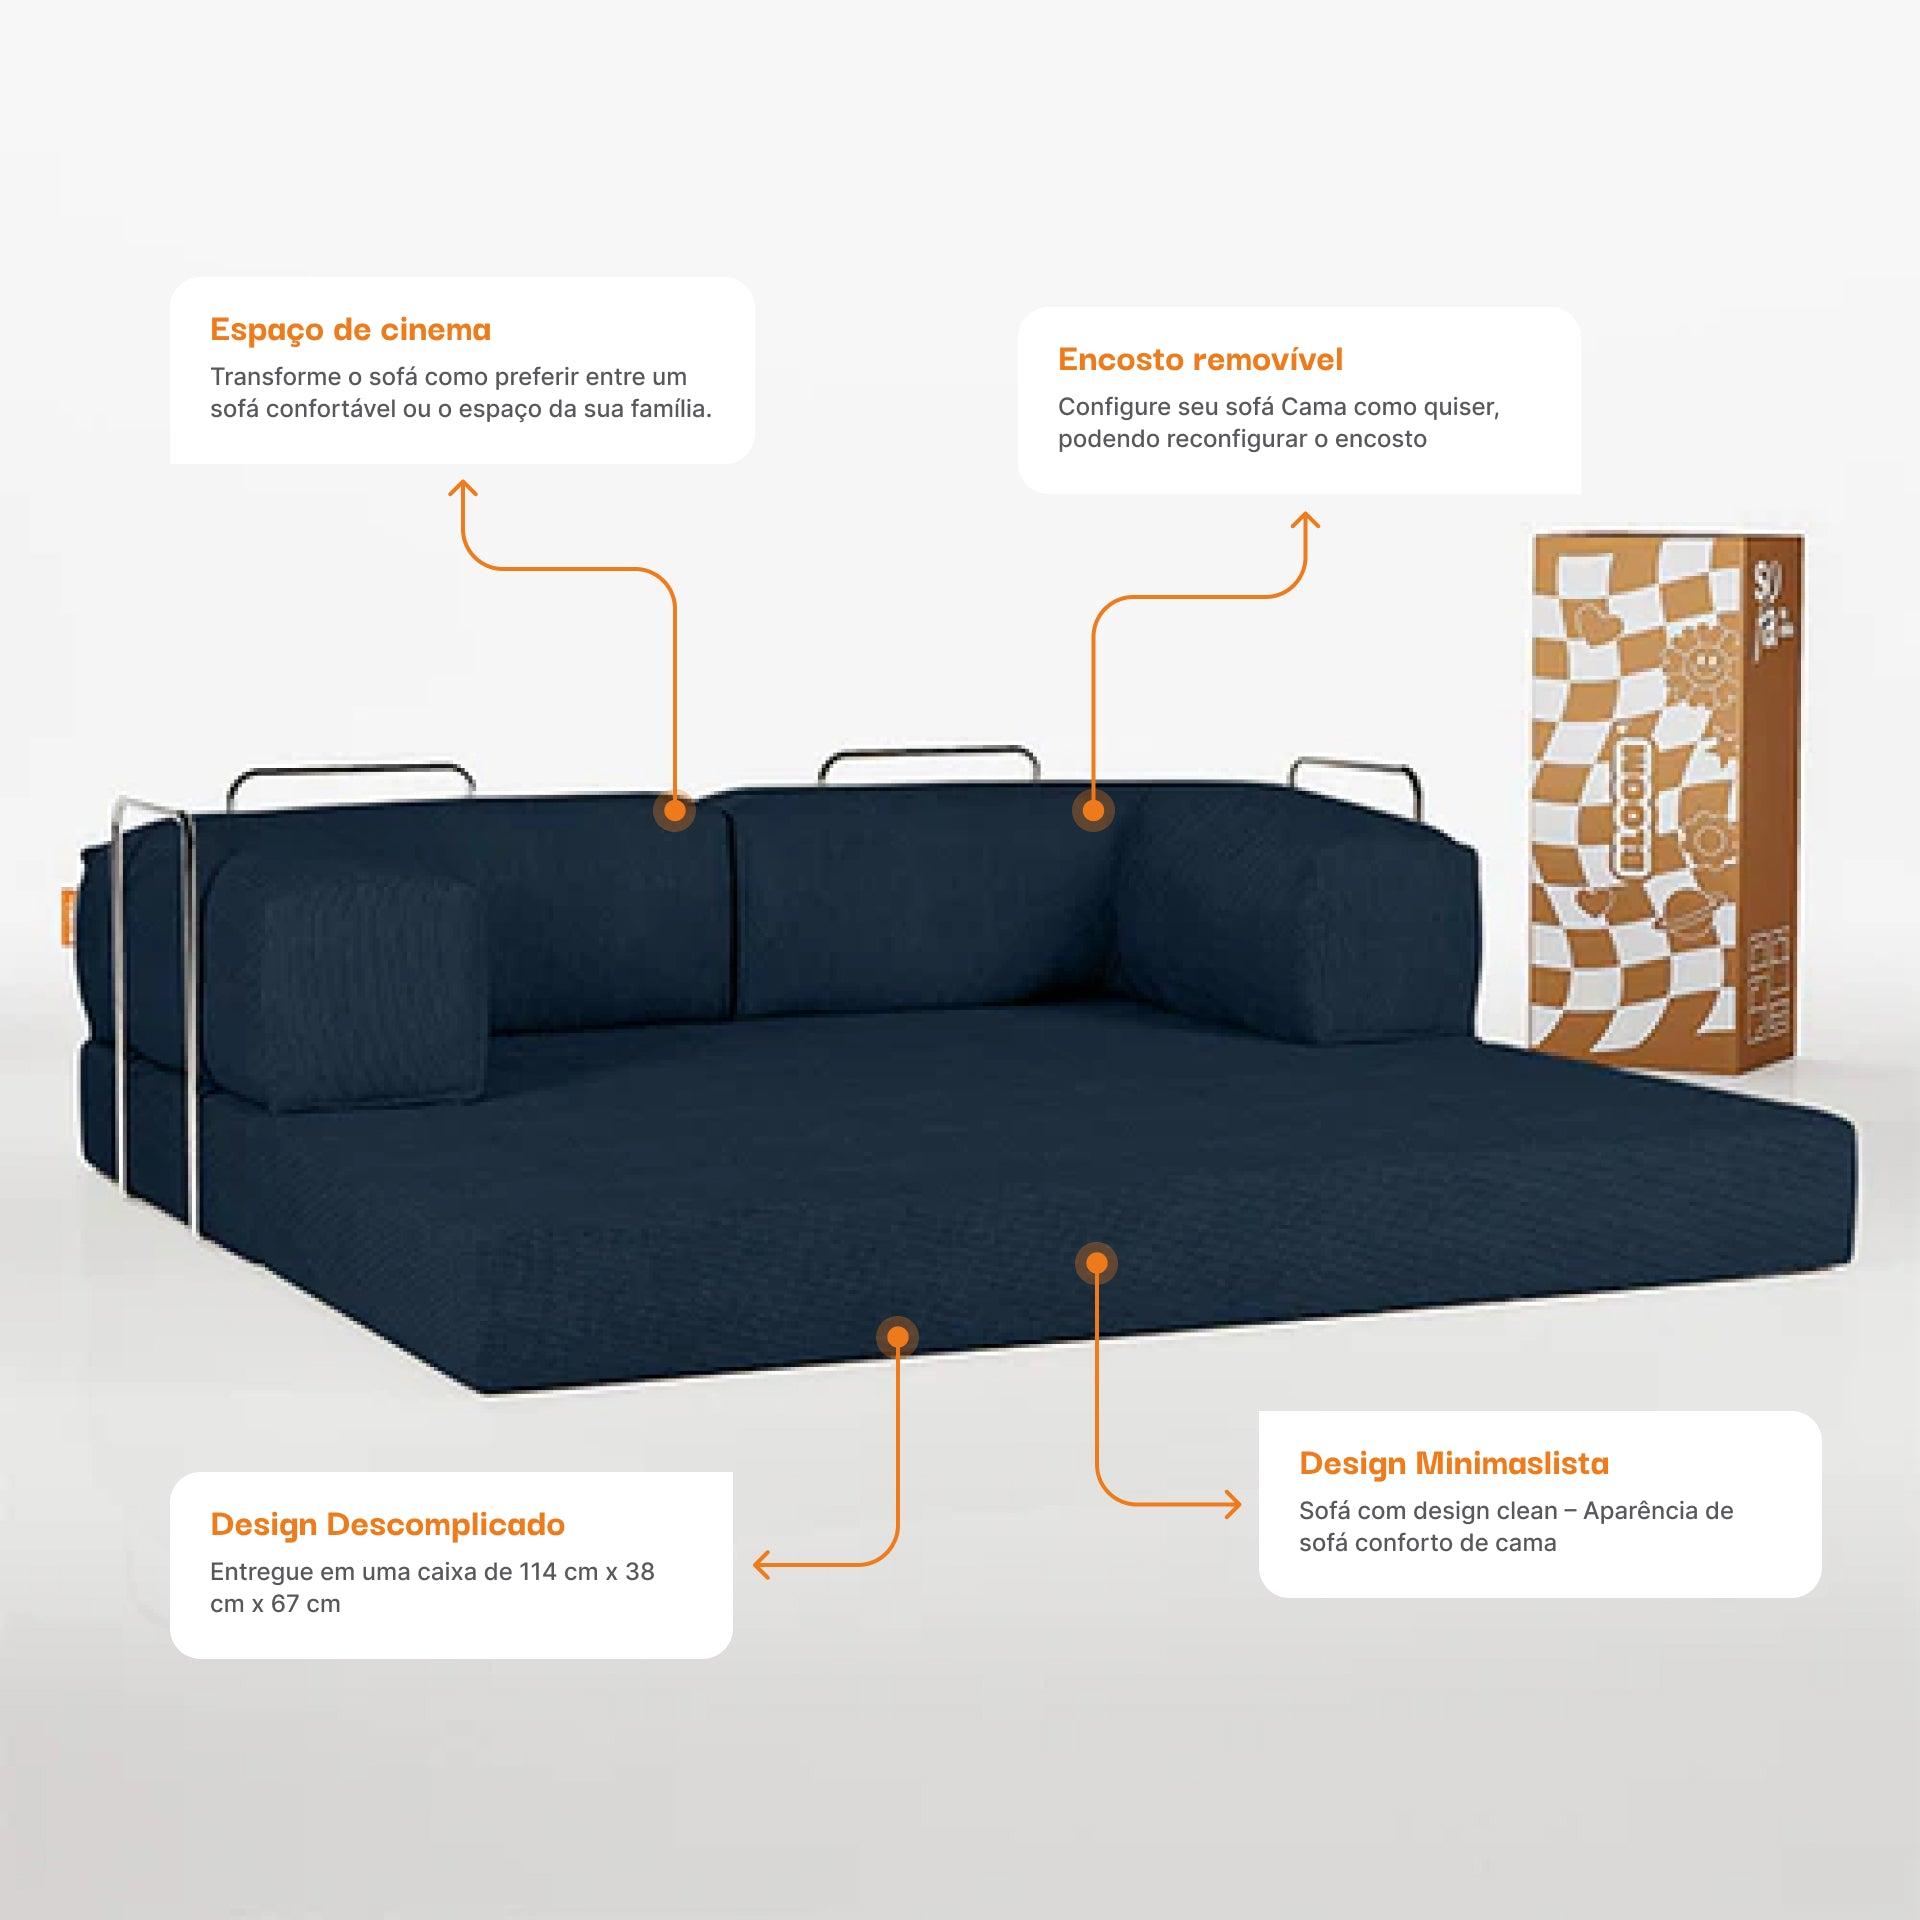 Espaço de cinema
Transforme o sofá como preferir entre um
sofá confortável ou o espaço da sua família.
Encosto removível
Configure seu sofá Cama como quiser,
podendo reconfigurar o encosto
BLOOM
Design Minimaslista
Sofá com design clean – Aparência de
sofá conforto de cama
Design Descomplicado
Entregue em uma caixa de 114 cm x 38
cm x 67 cm